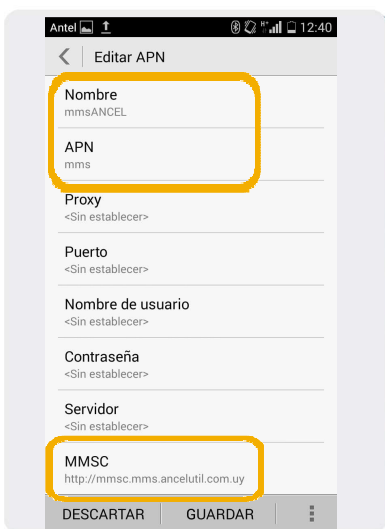 Antel 12:40
Editar APN
Nombre
mmsANCEL
APN
mms
Proxy
<Sin establecer>
Puerto
<Sin establecer>
Nombre de usuario
<Sin establecer>
Contraseña
<Sin establecer>
Servidor
<Sin establecer>
MMSC
http://mmsc.mms.ancelutil.com.uy
DESCARTAR GUARDAR